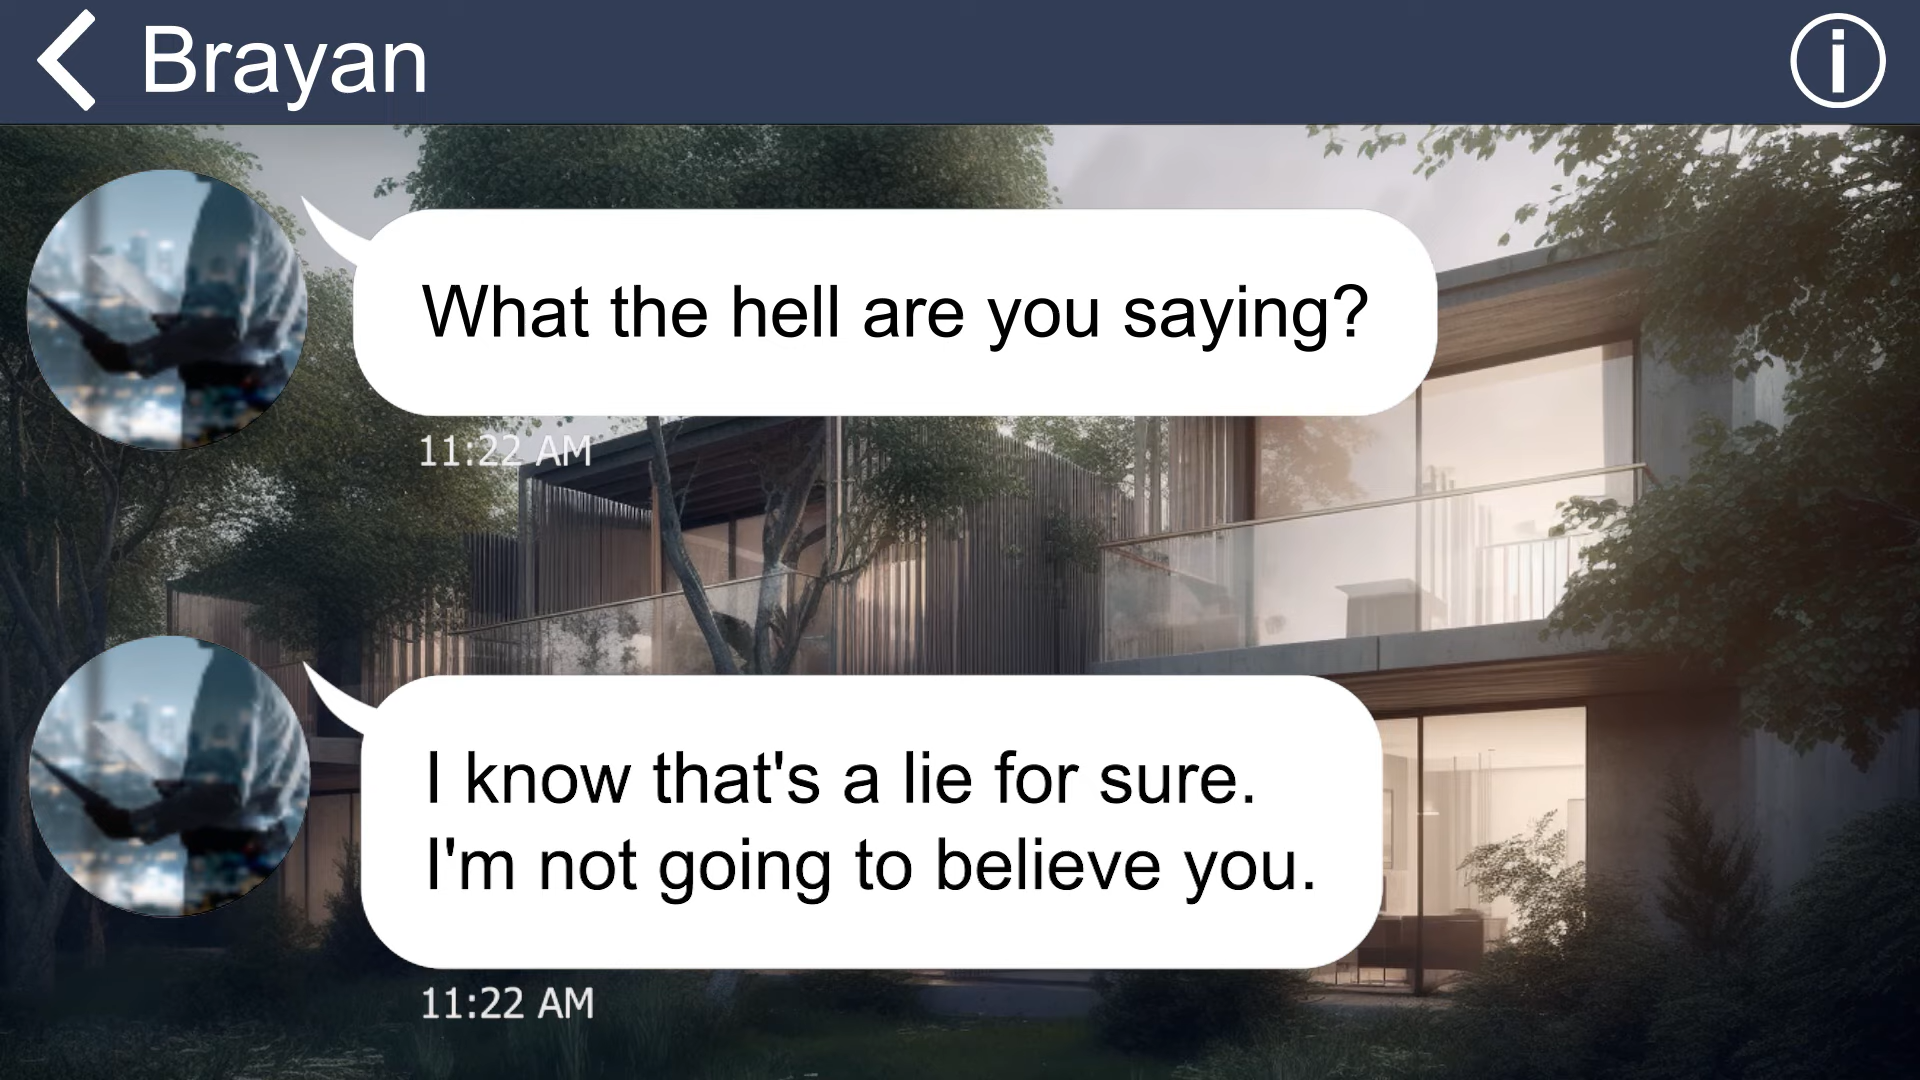 Brayan
What the hell are you saying?
11:22 AM
I know that's a lie for sure.
I'm not going to believe you.
11:22 AM